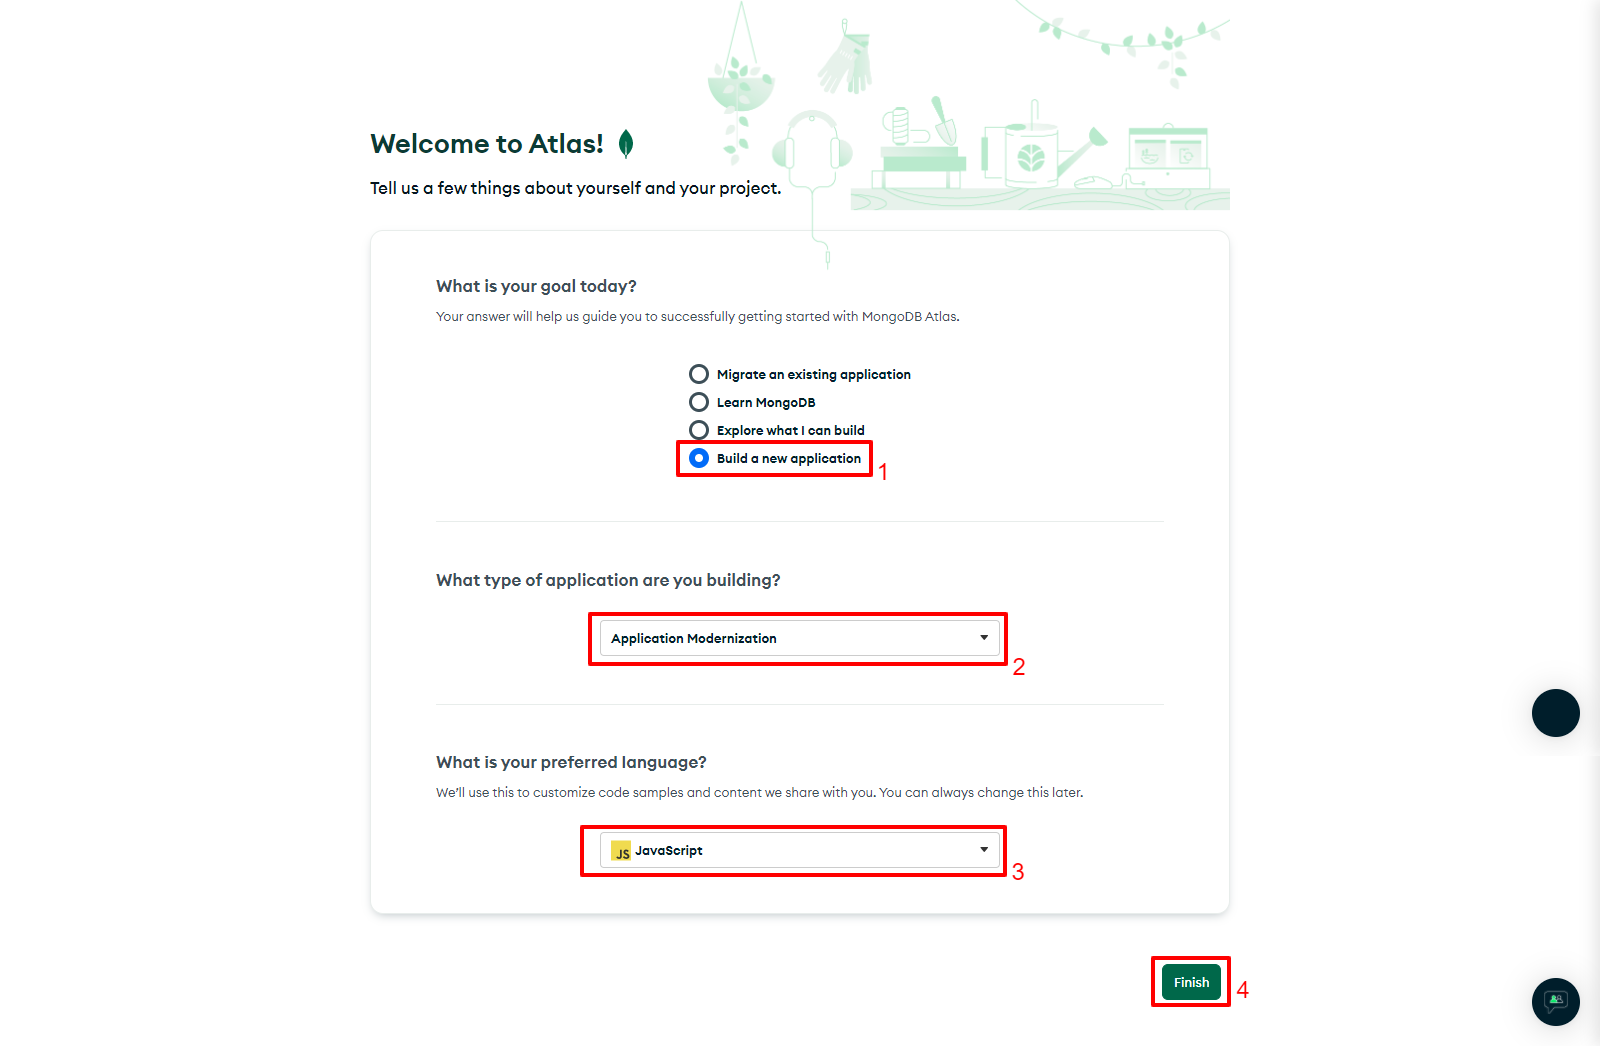 Welcome to Atlas!
Tell us a few things about yourself and your project.
What is your goal today?
Your answer will help us guide you to successfully getting started with MongoDB Atlas.
Migrate an existing application
Learn MongoDB
Explore what I can build
Build a new application
1
What type of application are you building?
Application Modernization
2
What is your preferred language?
We'll use this to customize code samples and content we share with you. You can always change this later.
JS JavaScript
3
Finish
4